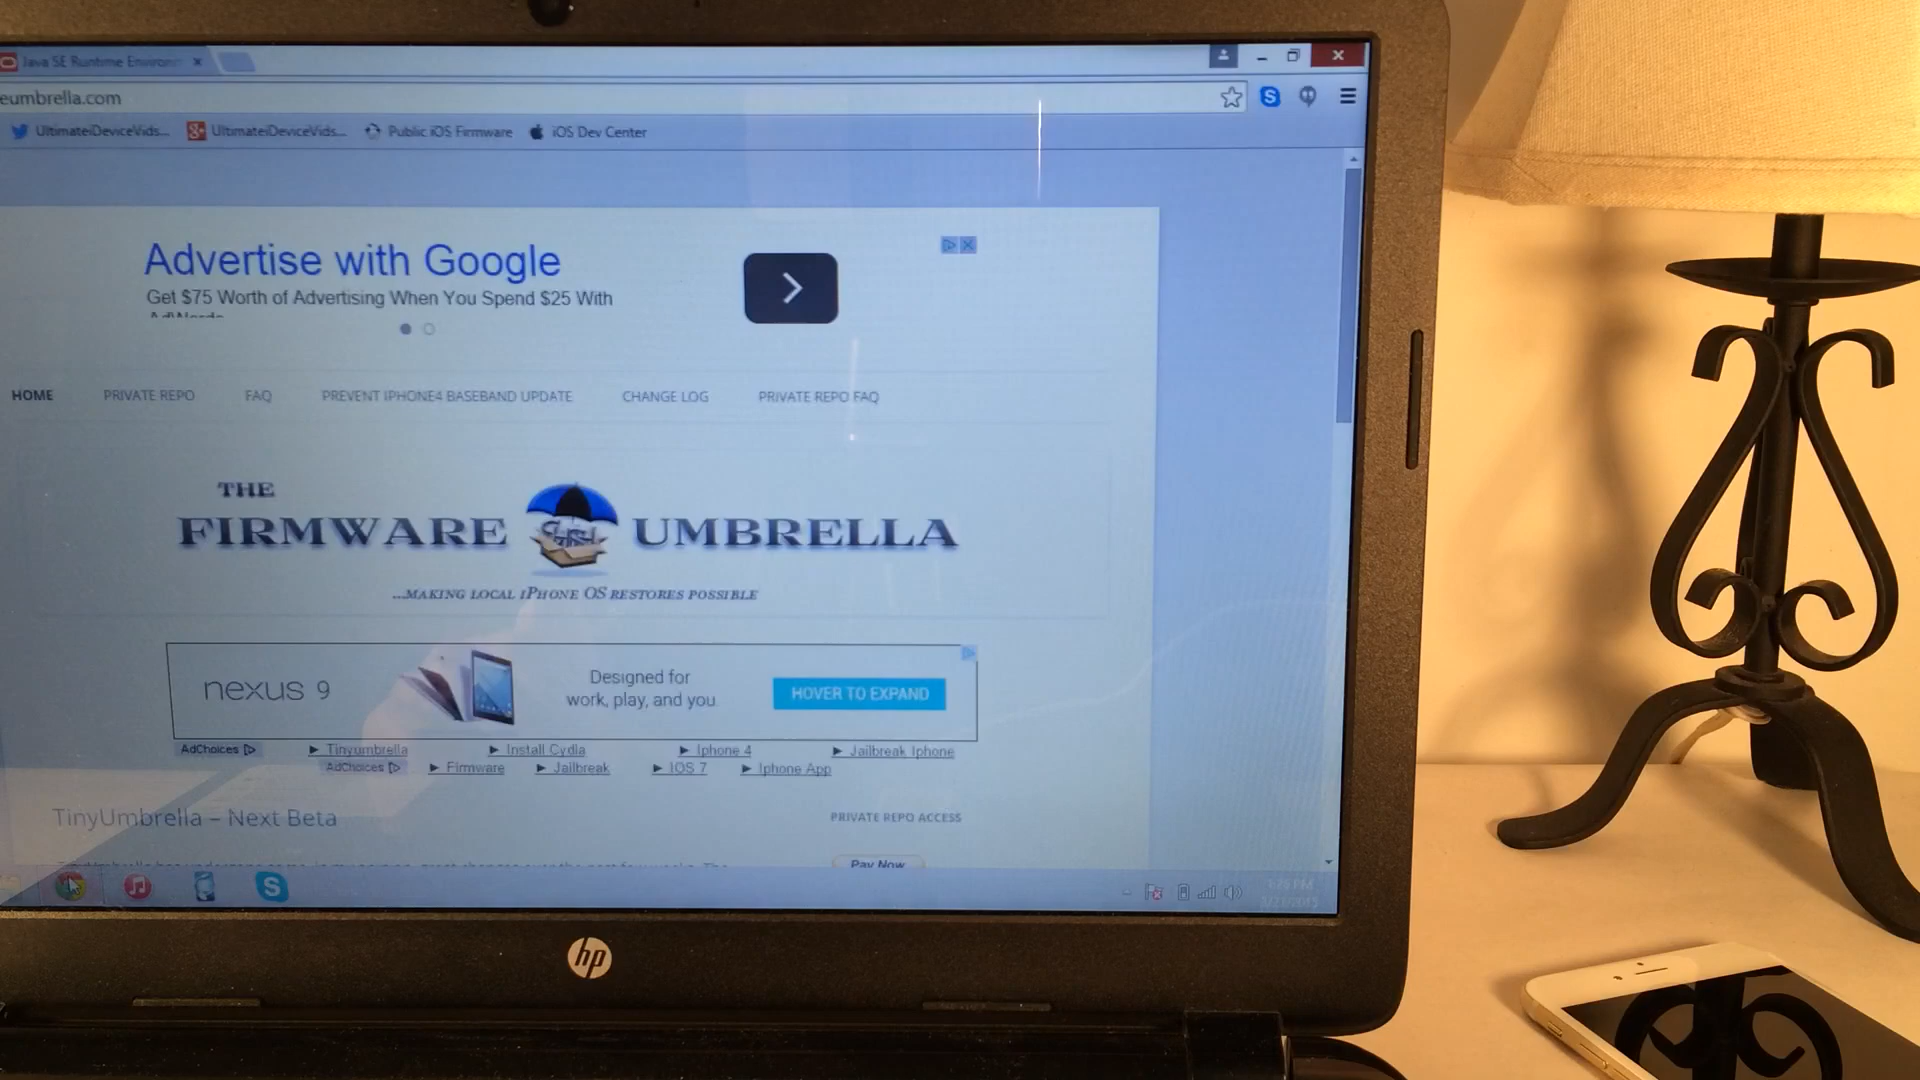 Java SE Runtime Environ
eumbrella.com
UltimateiDeviceVids... UltimateiDeviceVids... Public iOS Firmware iOS Dev Center
Advertise with Google
Get $75 Worth of Advertising When You Spend $25 With
AdWords
HOME PRIVATE REPO FAQ PREVENT IPHONE4 BASEBAND UPDATE CHANGE LOG PRIVATE REPO FAQ
THE
FIRMWARE UMBRELLA
...MAKING LOCAL IPHONE OS RESTORES POSSIBLE
nexus 9
Designed for
work, play, and you.
HOVER TO EXPAND
AdChoices Tinyumbrella Install Cydia Iphone 4 Jailbreak Iphone
AdChoices Firmware Jailbreak IOS 7 Iphone App
TinyUmbrella – Next Beta
PRIVATE REPO ACCESS
Pay Now
hp